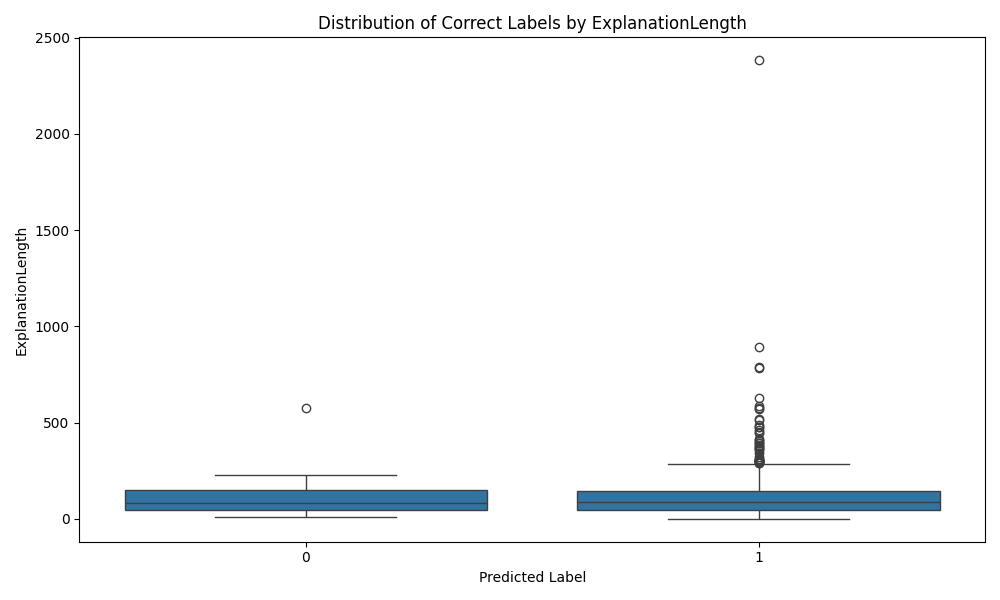 Distribution of Correct Labels by ExplanationLength
2500
2000
1500
1000
500
0
ExplanationLength
0
1
Predicted Label